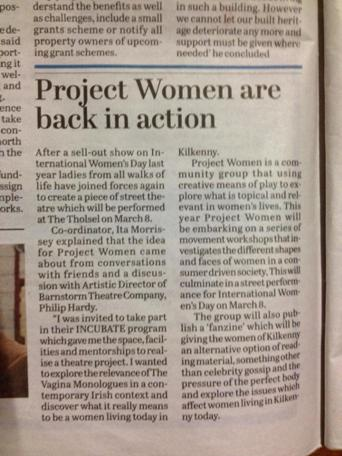 pos-
ede-
said
port-
ng it
wel-
and
g.
ence
take
con-
orth
n the
und-
ssign
mple-
orks.
derstand the benefits as well
as challenges, include a small
grants scheme or notify all
property owners of upcom-
ing grant schemes.
in such a building. However
we cannot let our built herit-
age deteriorate any more and
support must be given where
needed' he concluded
Project Women are
back in action
After a sell-out show on In-
ternational Women's Day last
year ladies from all walks of
life have joined forces again
to create a piece of street the-
atre which will be performed
at The Tholsel on March 8.
Co-ordinator, Ita Morris-
sey explained that the idea
for Project Women came
about from conversations
with friends and a discus-
sion with Artistic Director of
Barnstorm Theatre Company,
Philip Hardy.
"I was invited to take part
in their INCUBATE program
which gave me the space, facil-
ities and mentorships to real-
ise a theatre project. I wanted
to explore the relevance of The
Vagina Monologues in a con-
temporary Irish context and
discover what it really means
to be a women living today in
Kilkenny.
Project Women is a com-
munity group that using
creative means of play to ex-
plore what is topical and rel-
evant in women's lives. This
year Project Women will
be embarking on a series of
movement workshops that in-
vestigates the different shapes
and faces of women in a con-
sumer driven society, This will
culminate in a street perform-
ance for International Wom-
en's Day on March 8.
The group will also pub-
lish a 'fanzine' which will be
giving the women of Kilkenny
an alternative option of read-
ing material, something other
than celebrity gossip and the
pressure of the perfect body
and explore the issues which
affect women living in Kilken-
ny today.